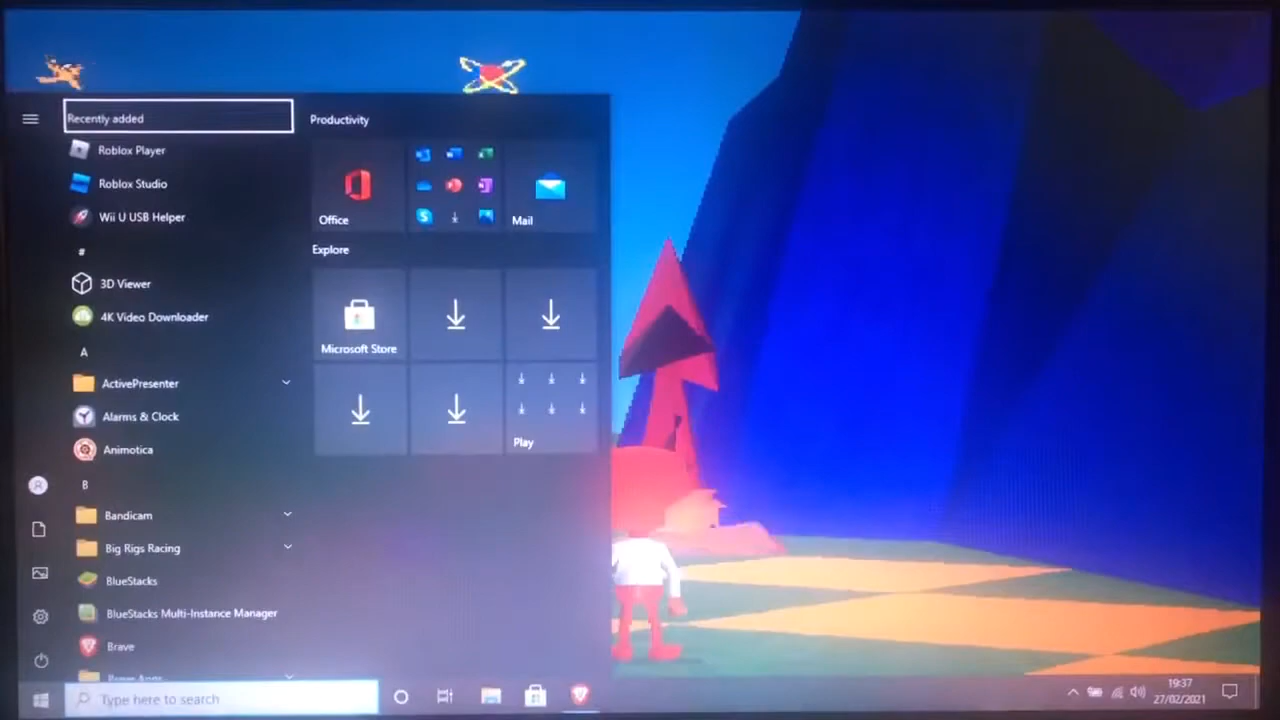 Recently added
Roblox Player
Roblox Studio
Wii U USB Helper
#
3D Viewer
4K Video Downloader
A
ActivePresenter
Alarms & Clock
Animotica
B
Bandicam
Big Rigs Racing
BlueStacks
BlueStacks Multi-Instance Manager
Brave
Productivity
Office
Mail
Explore
Microsoft Store
Play
Type here to search
19:37
27/02/2021